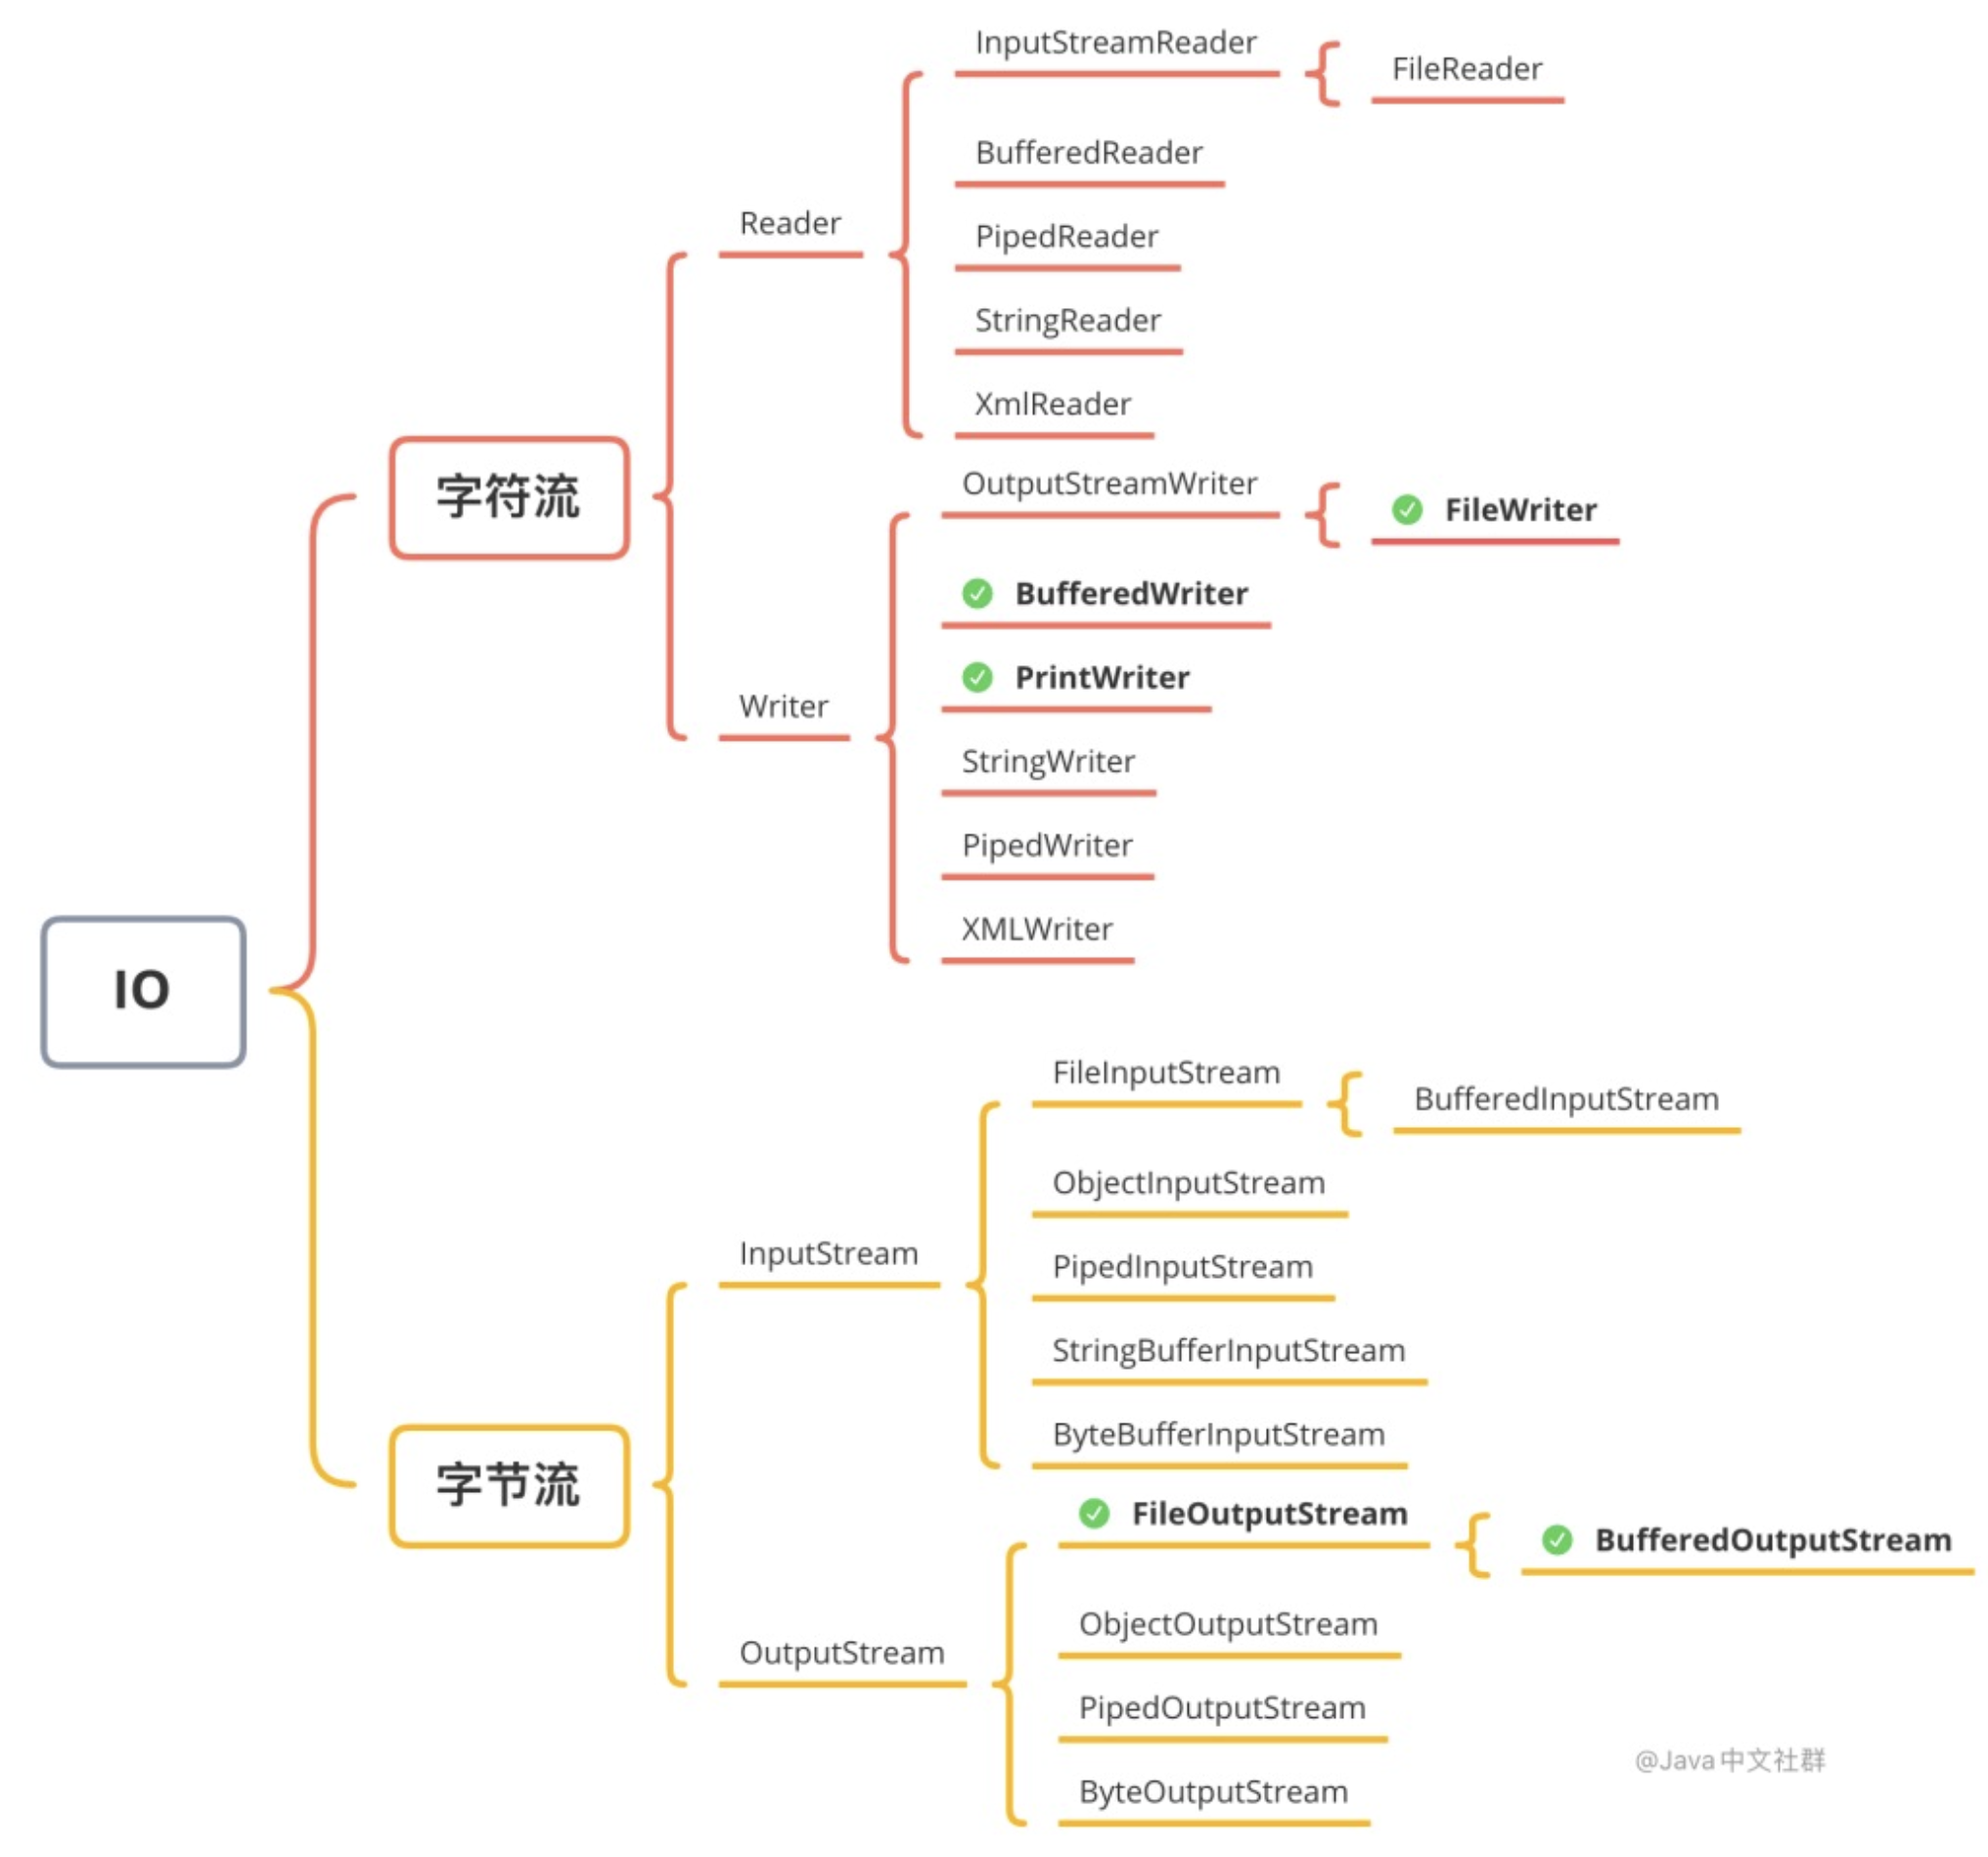 IO
字符流
Reader
InputStreamReader
FileReader
BufferedReader
PipedReader
StringReader
XmlReader
Writer
OutputStreamWriter
FileWriter
BufferedWriter
PrintWriter
StringWriter
PipedWriter
XMLWriter
字节流
InputStream
FileInputStream
BufferedInputStream
ObjectInputStream
PipedInputStream
StringBufferInputStream
ByteBufferInputStream
OutputStream
FileOutputStream
BufferedOutputStream
ObjectOutputStream
PipedOutputStream
ByteOutputStream
@Java中文社群